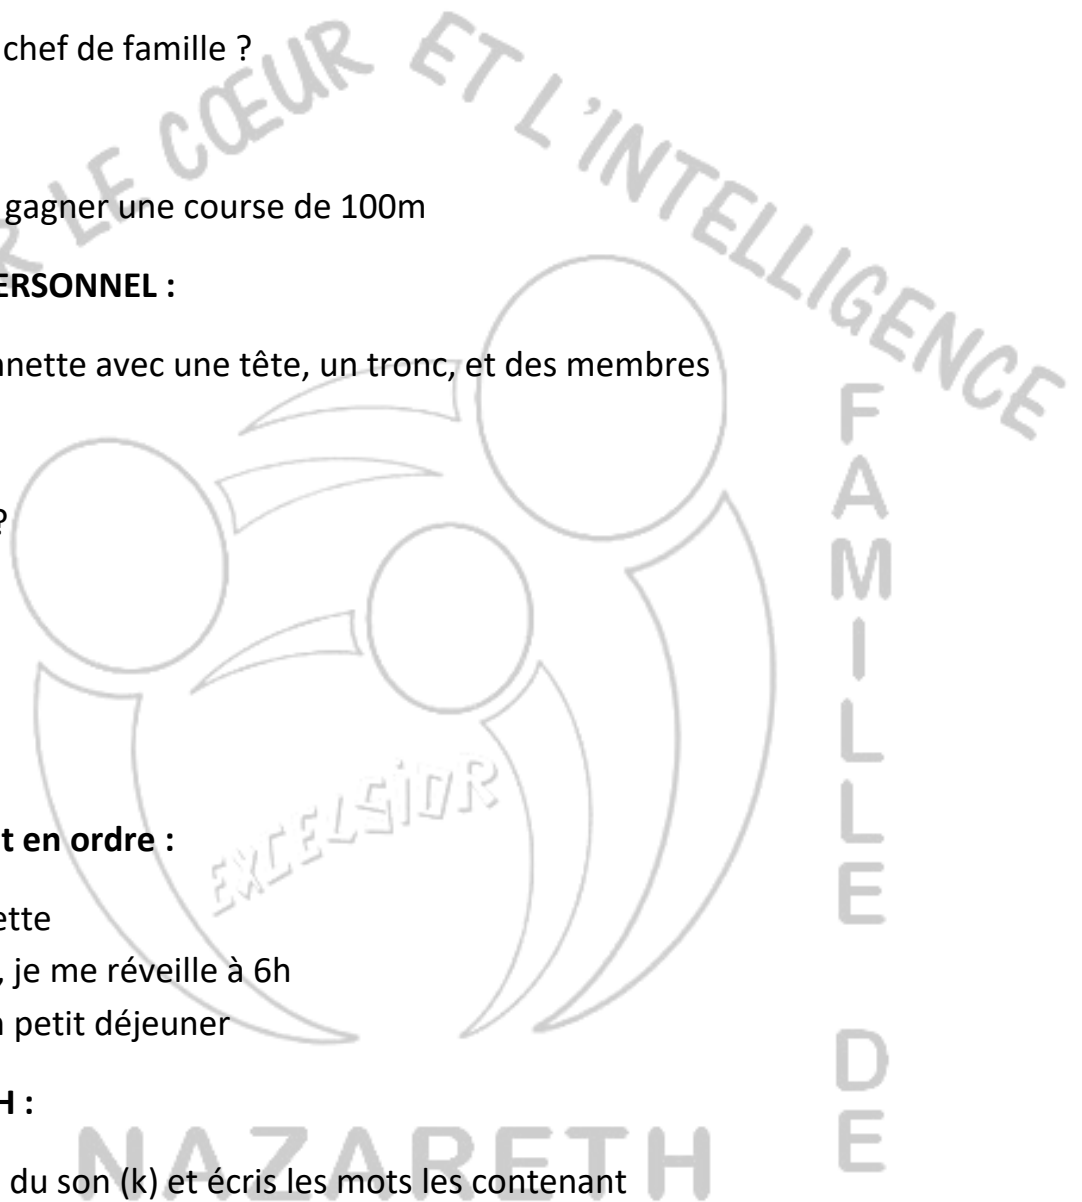 chef de famille ?
R LE CŒUR ET L'INTELLIGENCE
gagner une course de 100m
ERSONNEL :
nnette avec une tête, un tronc, et des membres
?
FAMILLE DE
EXCELSIOR
t en ordre :
ette
, je me réveille à 6h
petit déjeuner
H :
NAZARETH
du son (k) et écris les mots les contenant